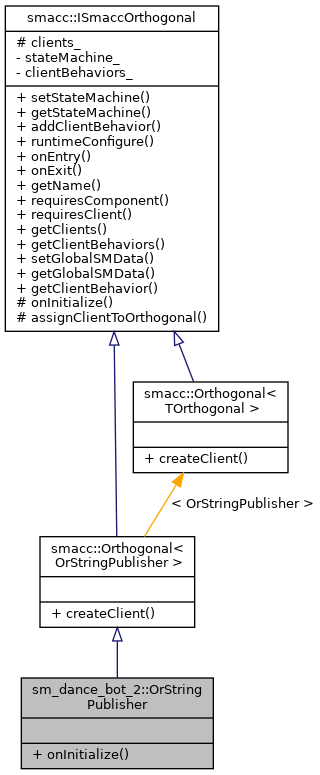 smacc::ISmaccOrthogonal
# clients_
- stateMachine_
- clientBehaviors_
+ setStateMachine()
+ getStateMachine()
+ addClientBehavior()
+ runtimeConfigure()
+ onEntry()
+ onExit()
+ getName()
+ requiresComponent()
+ requiresClient()
+ getClients()
+ getClientBehaviors()
+ setGlobalSMData()
+ getGlobalSMData()
+ getClientBehavior()
# onInitialize()
# assignClientToOrthogonal()
smacc::Orthogonal<
TOrthogonal >
+ createClient()
< OrStringPublisher >
smacc::Orthogonal<
OrStringPublisher >
+ createClient()
sm_dance_bot_2::OrString
Publisher
+ onInitialize()